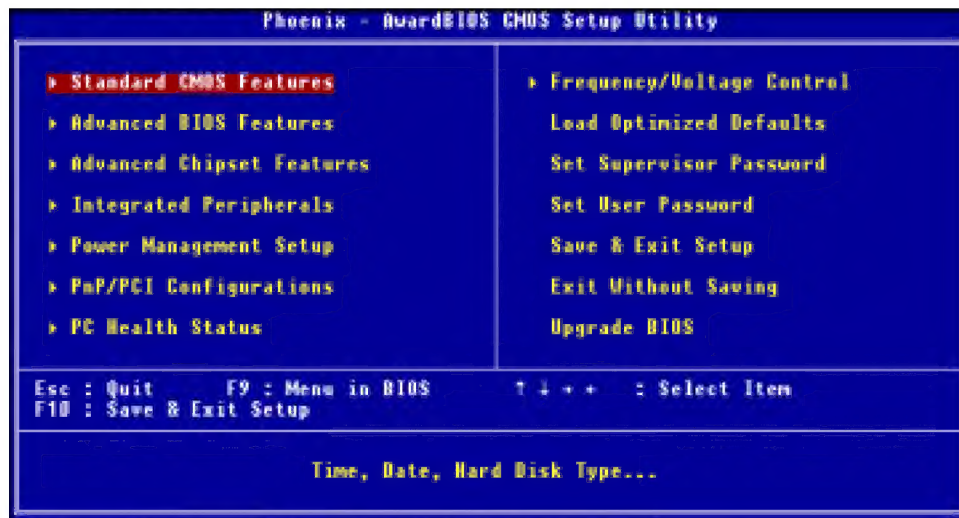 Phoenix - AwardBIOS CMOS Setup Utility
Standard CMOS Features
Advanced BIOS Features
Advanced Chipset Features
Integrated Peripherals
Power Management Setup
PnP/PCI Configurations
PC Health Status
Frequency/Voltage Control
Load Optimized Defaults
Set Supervisor Password
Set User Password
Save & Exit Setup
Exit Without Saving
Upgrade BIOS
Esc : Quit F9 : Menu in BIOS ↑ ↓ → ← : Select Item
F10 : Save & Exit Setup
Time, Date, Hard Disk Type...